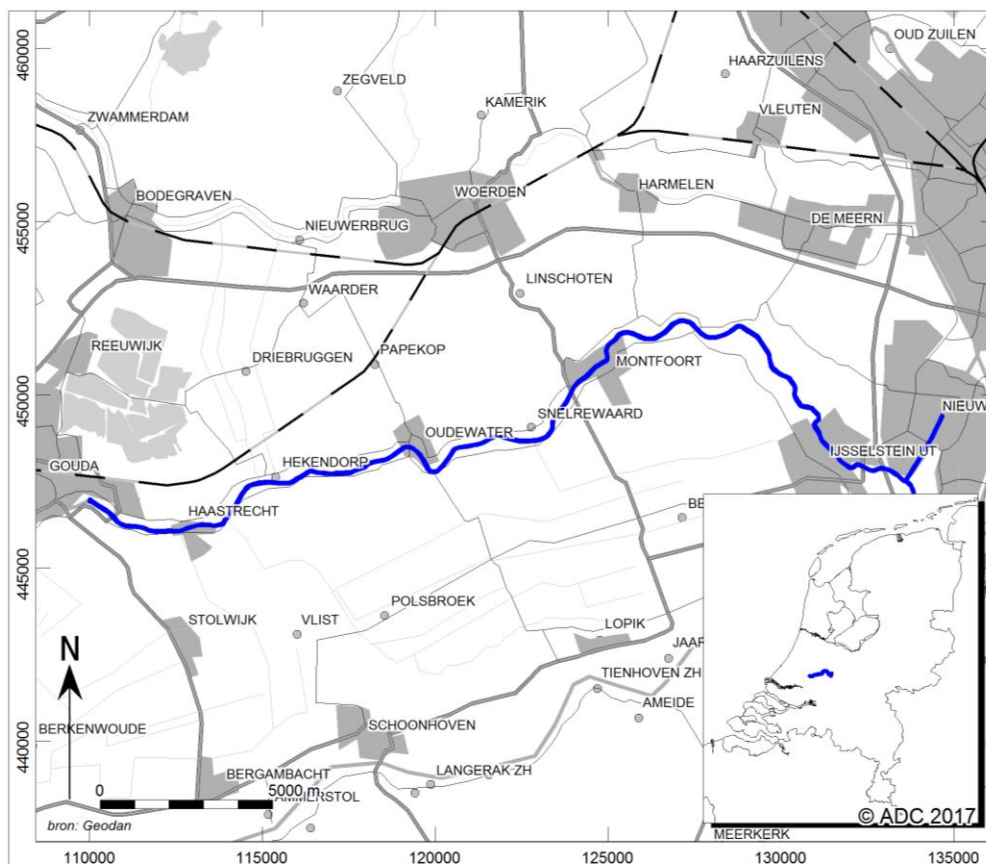 460000
455000
450000
445000
440000
OUD ZUILEN
HAARZUILENS
ZEGVELD
KAMERIK
VLEUTEN
ZWAMMERDAM
BODEGRAVEN
WOERDEN
HARMELEN
NIEUWERBRUG
DE MEERN
LINSCHOTEN
WAARDER
REEUWIJK
DRIEBRUGGEN
PAPEKOP
MONTFOORT
SNELREWAARD
NIEUW
OUDEWATER
IJSSELSTEIN UT
GOUDA
HEKENDORP
HAASTRECHT
BE
STOLWIJK
VLIST
POLSBROEK
LOPIK
JAAR
N
TIENHOVEN ZH
AMEIDE
BERKENWOUDE
SCHOONHOVEN
BERGAMBACHT
LANGERAK ZH
0 5000 m
AMMERSTOL
bron: Geodan
© ADC 2017
MEERKERK
110000 115000 120000 125000 130000 135000